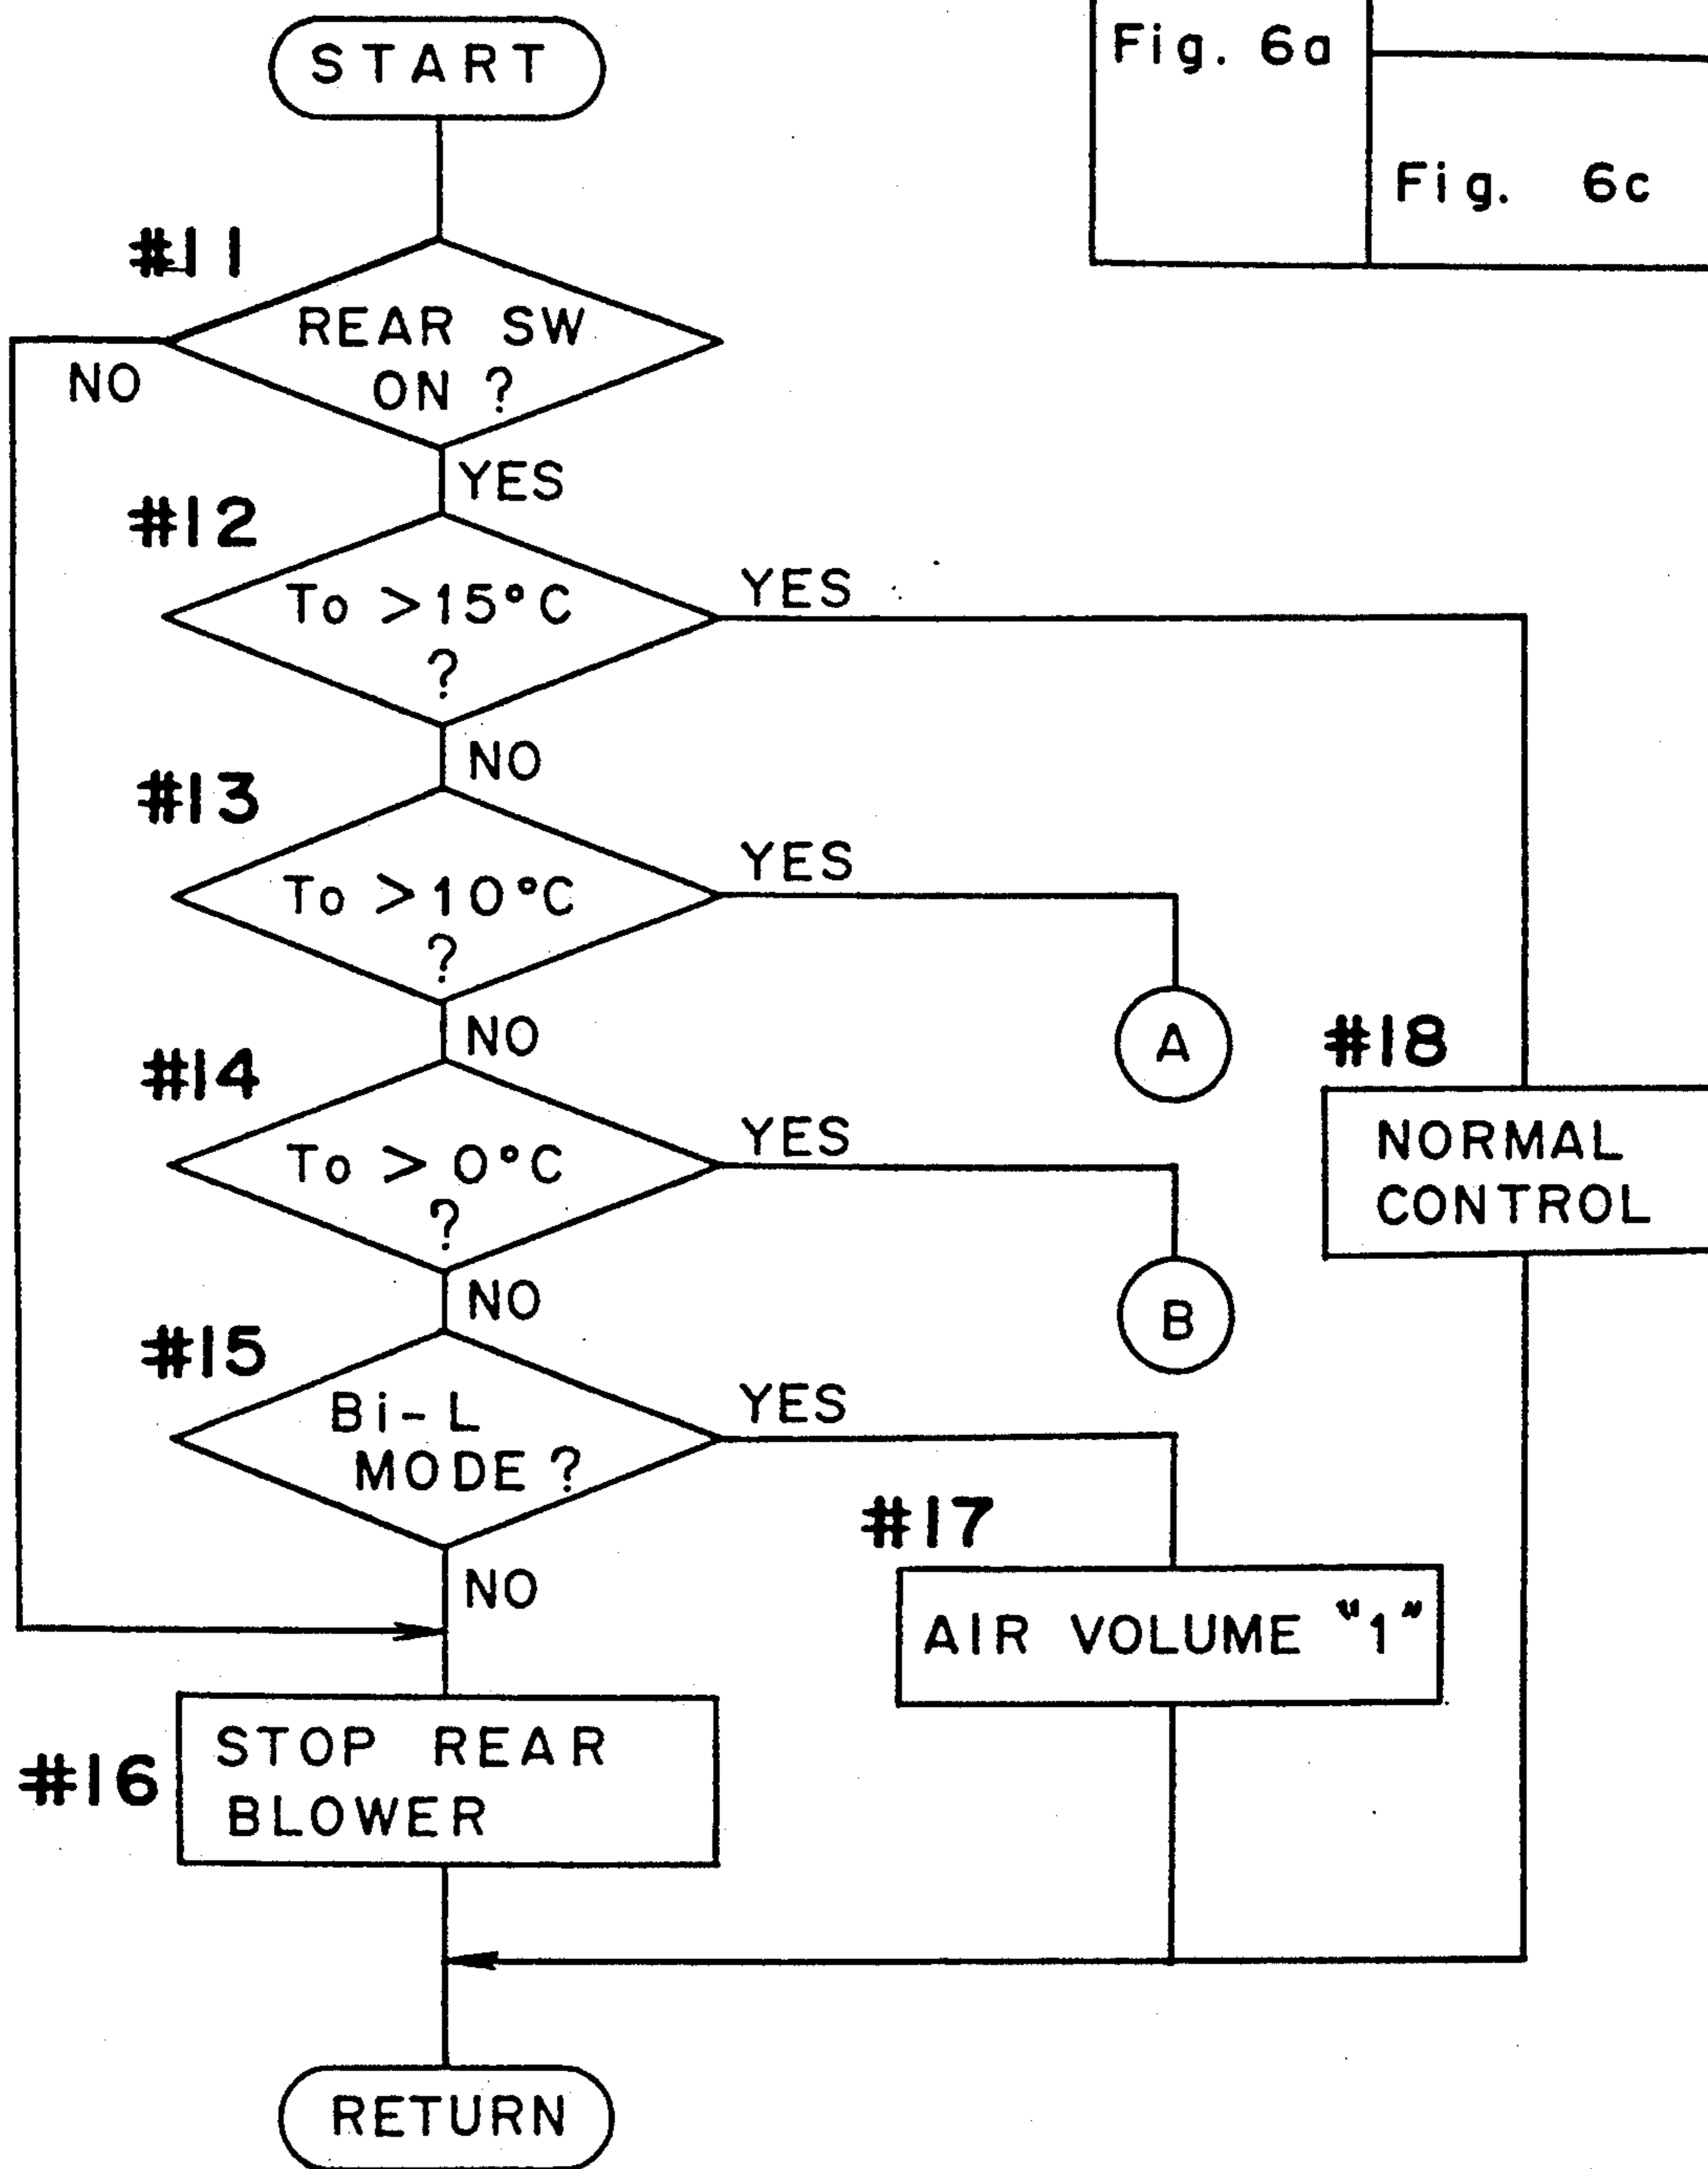 START
Fig. 6a
Fig. 6c
#11
REAR SW
ON ?
NO
YES
#12
To >15°C
?
YES
NO
#13
To >10°C
?
YES
NO
A
#14
To > 0°C
?
YES
NO
B
#18
NORMAL
CONTROL
#15
Bi-L
MODE ?
YES
NO
#17
AIR VOLUME "1"
#16
STOP REAR
BLOWER
RETURN